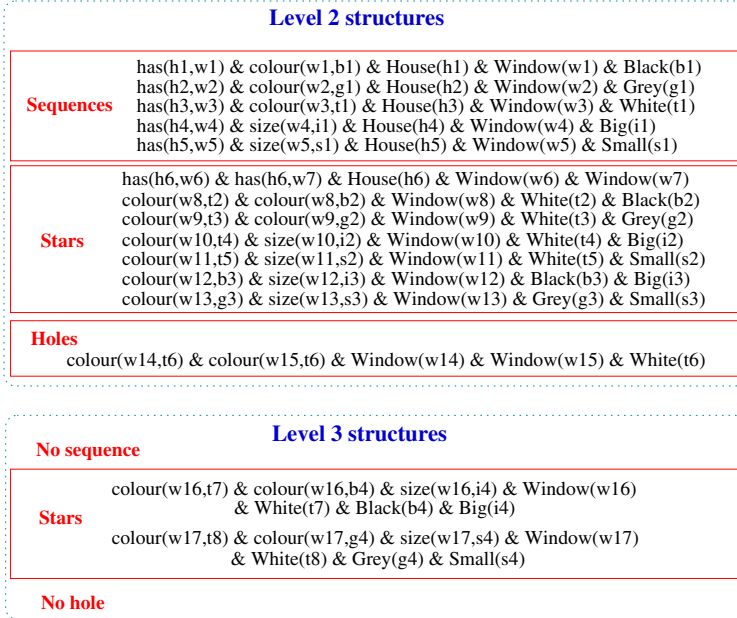 Level 2 structures
Sequences
has(h1,w1) & colour(w1,b1) & House(h1) & Window(w1) & Black(b1)
has(h2,w2) & colour(w2,g1) & House(h2) & Window(w2) & Grey(g1)
has(h3,w3) & colour(w3,t1) & House(h3) & Window(w3) & White(t1)
has(h4,w4) & size(w4,i1) & House(h4) & Window(w4) & Big(i1)
has(h5,w5) & size(w5,s1) & House(h5) & Window(w5) & Small(s1)
Stars
has(h6,w6) & has(h6,w7) & House(h6) & Window(w6) & Window(w7)
colour(w8,t2) & colour(w8,b2) & Window(w8) & White(t2) & Black(b2)
colour(w9,t3) & colour(w9,g2) & Window(w9) & White(t3) & Grey(g2)
colour(w10,t4) & size(w10,i2) & Window(w10) & White(t4) & Big(i2)
colour(w11,t5) & size(w11,s2) & Window(w11) & White(t5) & Small(s2)
colour(w12,b3) & size(w12,i3) & Window(w12) & Black(b3) & Big(i3)
colour(w13,g3) & size(w13,s3) & Window(w13) & Grey(g3) & Small(s3)
Holes
colour(w14,t6) & colour(w15,t6) & Window(w14) & Window(w15) & White(t6)
Level 3 structures
No sequence
Stars
colour(w16,t7) & colour(w16,b4) & size(w16,i4) & Window(w16)
& White(t7) & Black(b4) & Big(i4)
colour(w17,t8) & colour(w17,g4) & size(w17,s4) & Window(w17)
& White(t8) & Grey(g4) & Small(s4)
No hole